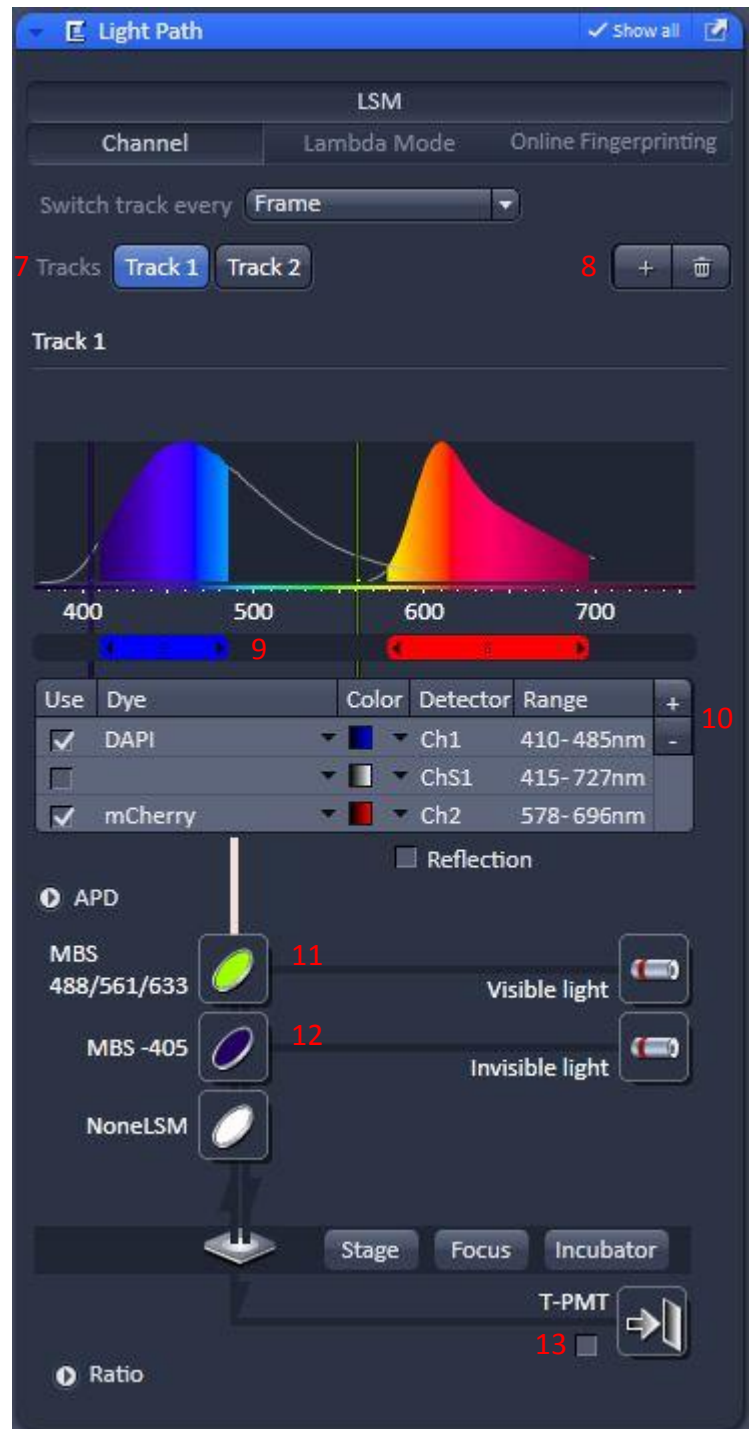 Light Path Show all
LSM
Channel Lambda Mode Online Fingerprinting
Switch track every Frame
7 Tracks Track 1 Track 2 8 +
Track 1
400 500 600 700
9
Use Dye Color Detector Range +
10
DAPI Ch1 410-485nm -
ChS1 415-727nm
mCherry Ch2 578-696nm
Reflection
APD
MBS
488/561/633 11 Visible light
MBS -405 12 Invisible light
NoneLSM
Stage Focus Incubator
T-PMT
13
Ratio